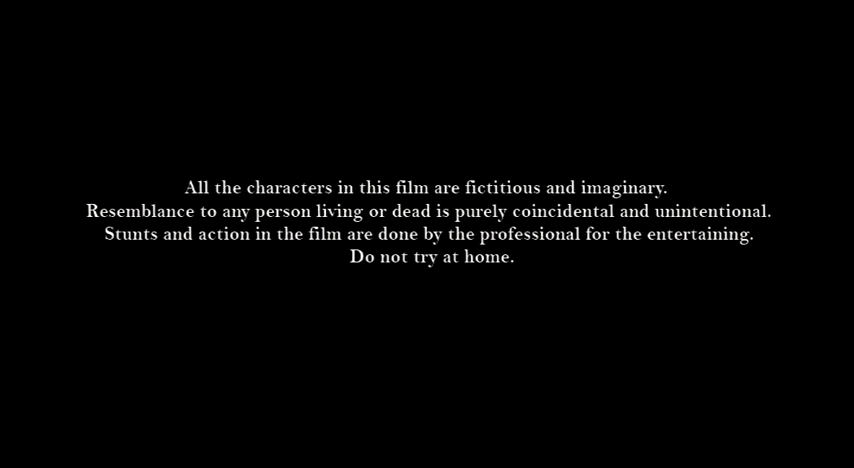 All the characters in this film are fictitious and imaginary.
Resemblance to any person living or dead is purely coincidental and unintentional.
Stunts and action in the film are done by the professional for the entertaining.
Do not try at home.